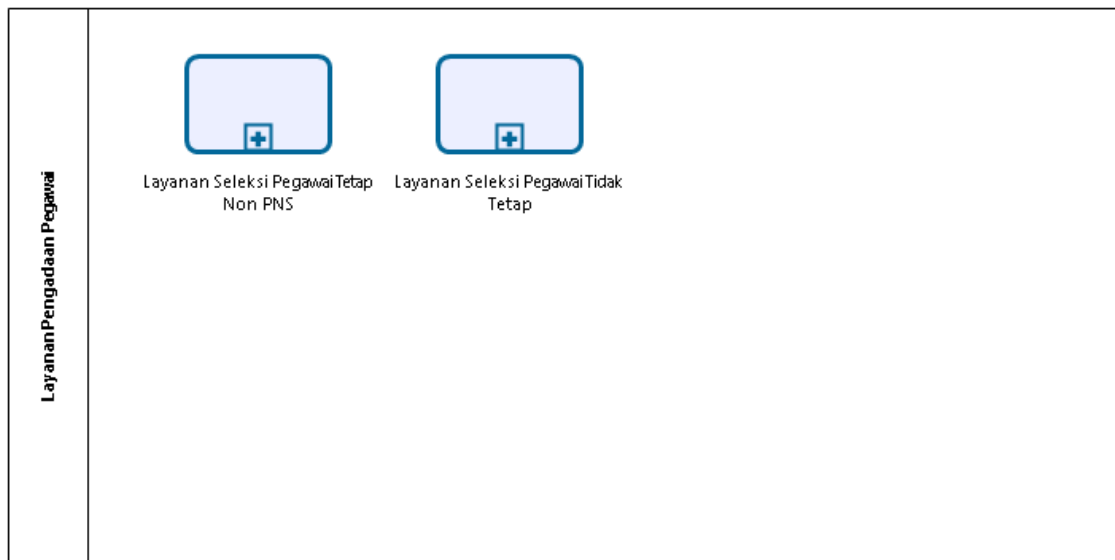 Layanan Pengadaan Pegawai
Layanan Seleksi Pegawai Tetap
Non PNS
Layanan Seleksi Pegawai Tidak
Tetap